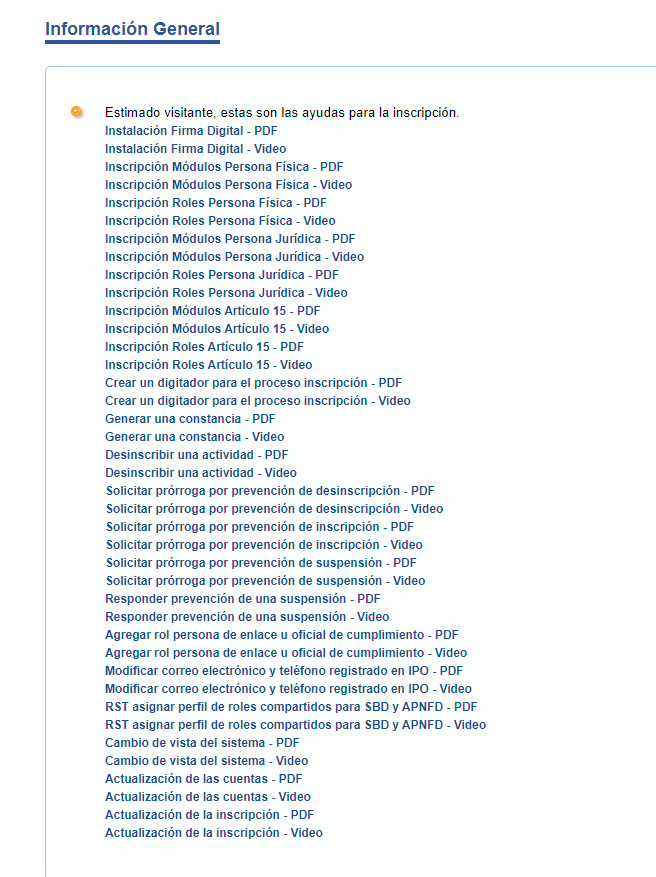 Información General
Estimado visitante, estas son las ayudas para la inscripción.
Instalación Firma Digital - PDF
Instalación Firma Digital - Video
Inscripción Módulos Persona Física - PDF
Inscripción Módulos Persona Física - Video
Inscripción Roles Persona Física - PDF
Inscripción Roles Persona Física - Video
Inscripción Módulos Persona Jurídica - PDF
Inscripción Módulos Persona Jurídica - Video
Inscripción Roles Persona Jurídica - PDF
Inscripción Roles Persona Jurídica - Video
Inscripción Módulos Artículo 15 - PDF
Inscripción Módulos Artículo 15 - Video
Inscripción Roles Artículo 15 - PDF
Inscripción Roles Artículo 15 - Video
Crear un digitador para el proceso inscripción - PDF
Crear un digitador para el proceso inscripción - Video
Generar una constancia - PDF
Generar una constancia - Video
Desinscribir una actividad - PDF
Desinscribir una actividad - Video
Solicitar prórroga por prevención de desinscripción - PDF
Solicitar prórroga por prevención de desinscripción - Video
Solicitar prórroga por prevención de inscripción - PDF
Solicitar prórroga por prevención de inscripción - Video
Solicitar prórroga por prevención de suspensión - PDF
Solicitar prórroga por prevención de suspensión - Video
Responder prevención de una suspensión - PDF
Responder prevención de una suspensión - Video
Agregar rol persona de enlace u oficial de cumplimiento - PDF
Agregar rol persona de enlace u oficial de cumplimiento - Video
Modificar correo electrónico y teléfono registrado en IPO - PDF
Modificar correo electrónico y teléfono registrado en IPO - Video
RST asignar perfil de roles compartidos para SBD y APNFD - PDF
RST asignar perfil de roles compartidos para SBD y APNFD - Video
Cambio de vista del sistema - PDF
Cambio de vista del sistema - Video
Actualización de las cuentas - PDF
Actualización de las cuentas - Video
Actualización de la inscripción - PDF
Actualización de la inscripción - Video